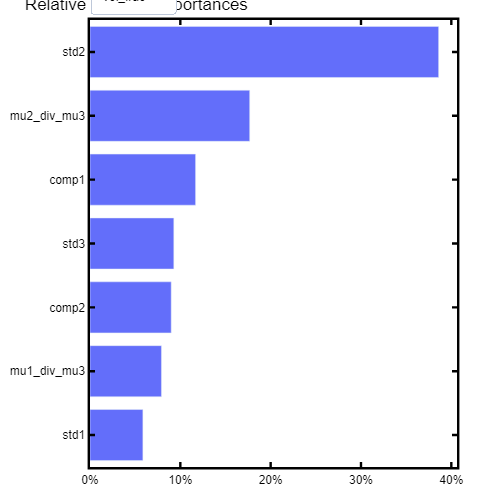 Relative portances
std2
mu2_div_mu3
comp1
std3
comp2
mu1_div_mu3
std1
0% 10% 20% 30% 40%